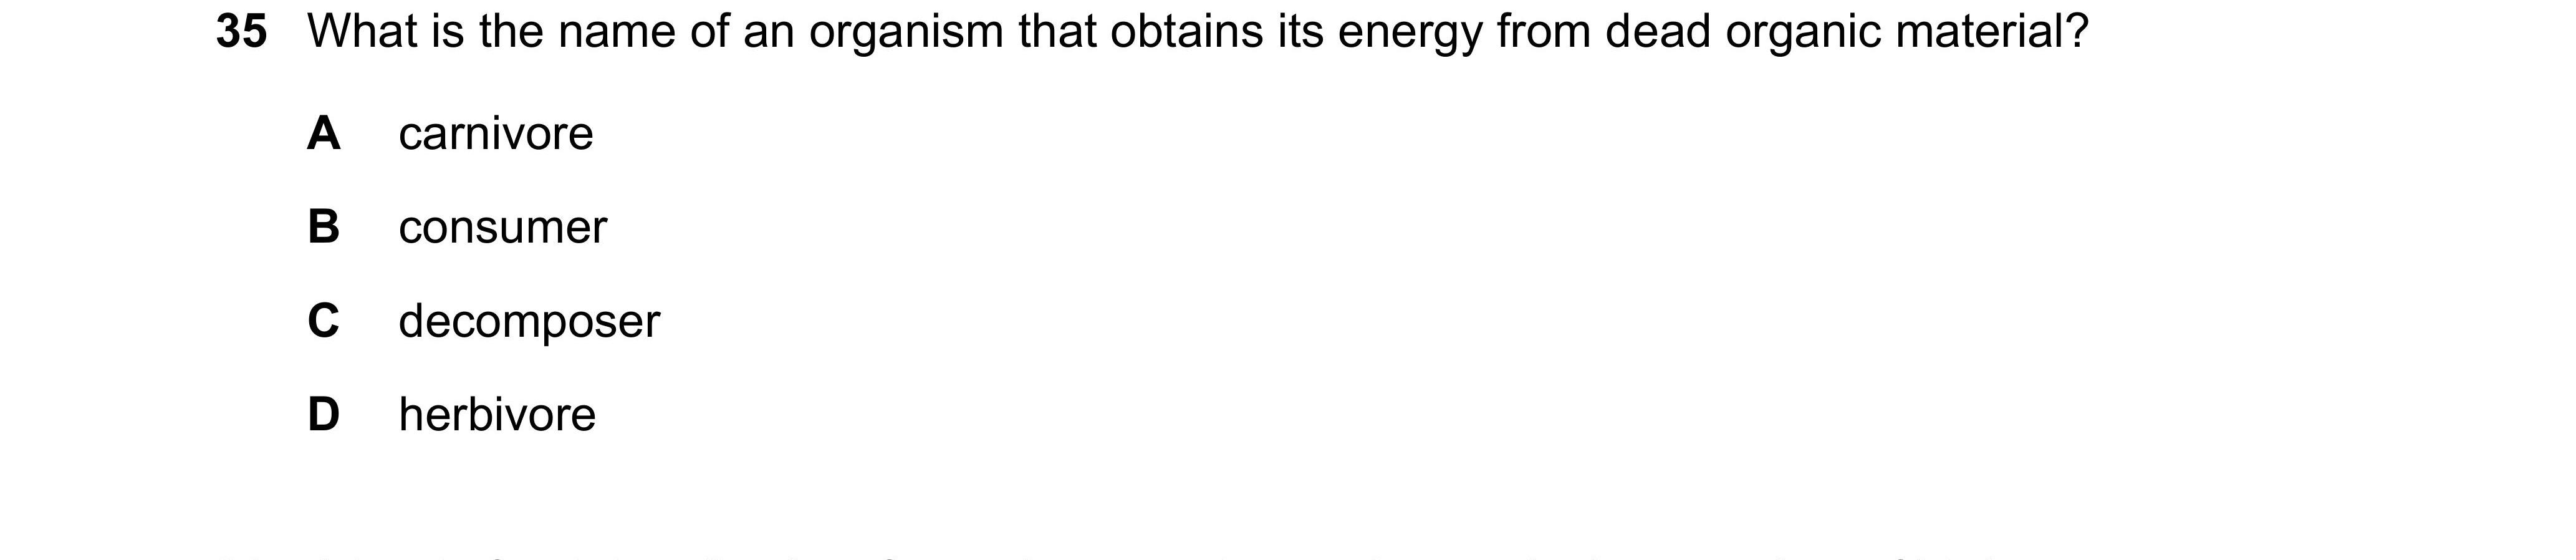 35 What is the name of an organism that obtains its energy from dead organic material?
A carnivore
B consumer
C decomposer
D herbivore